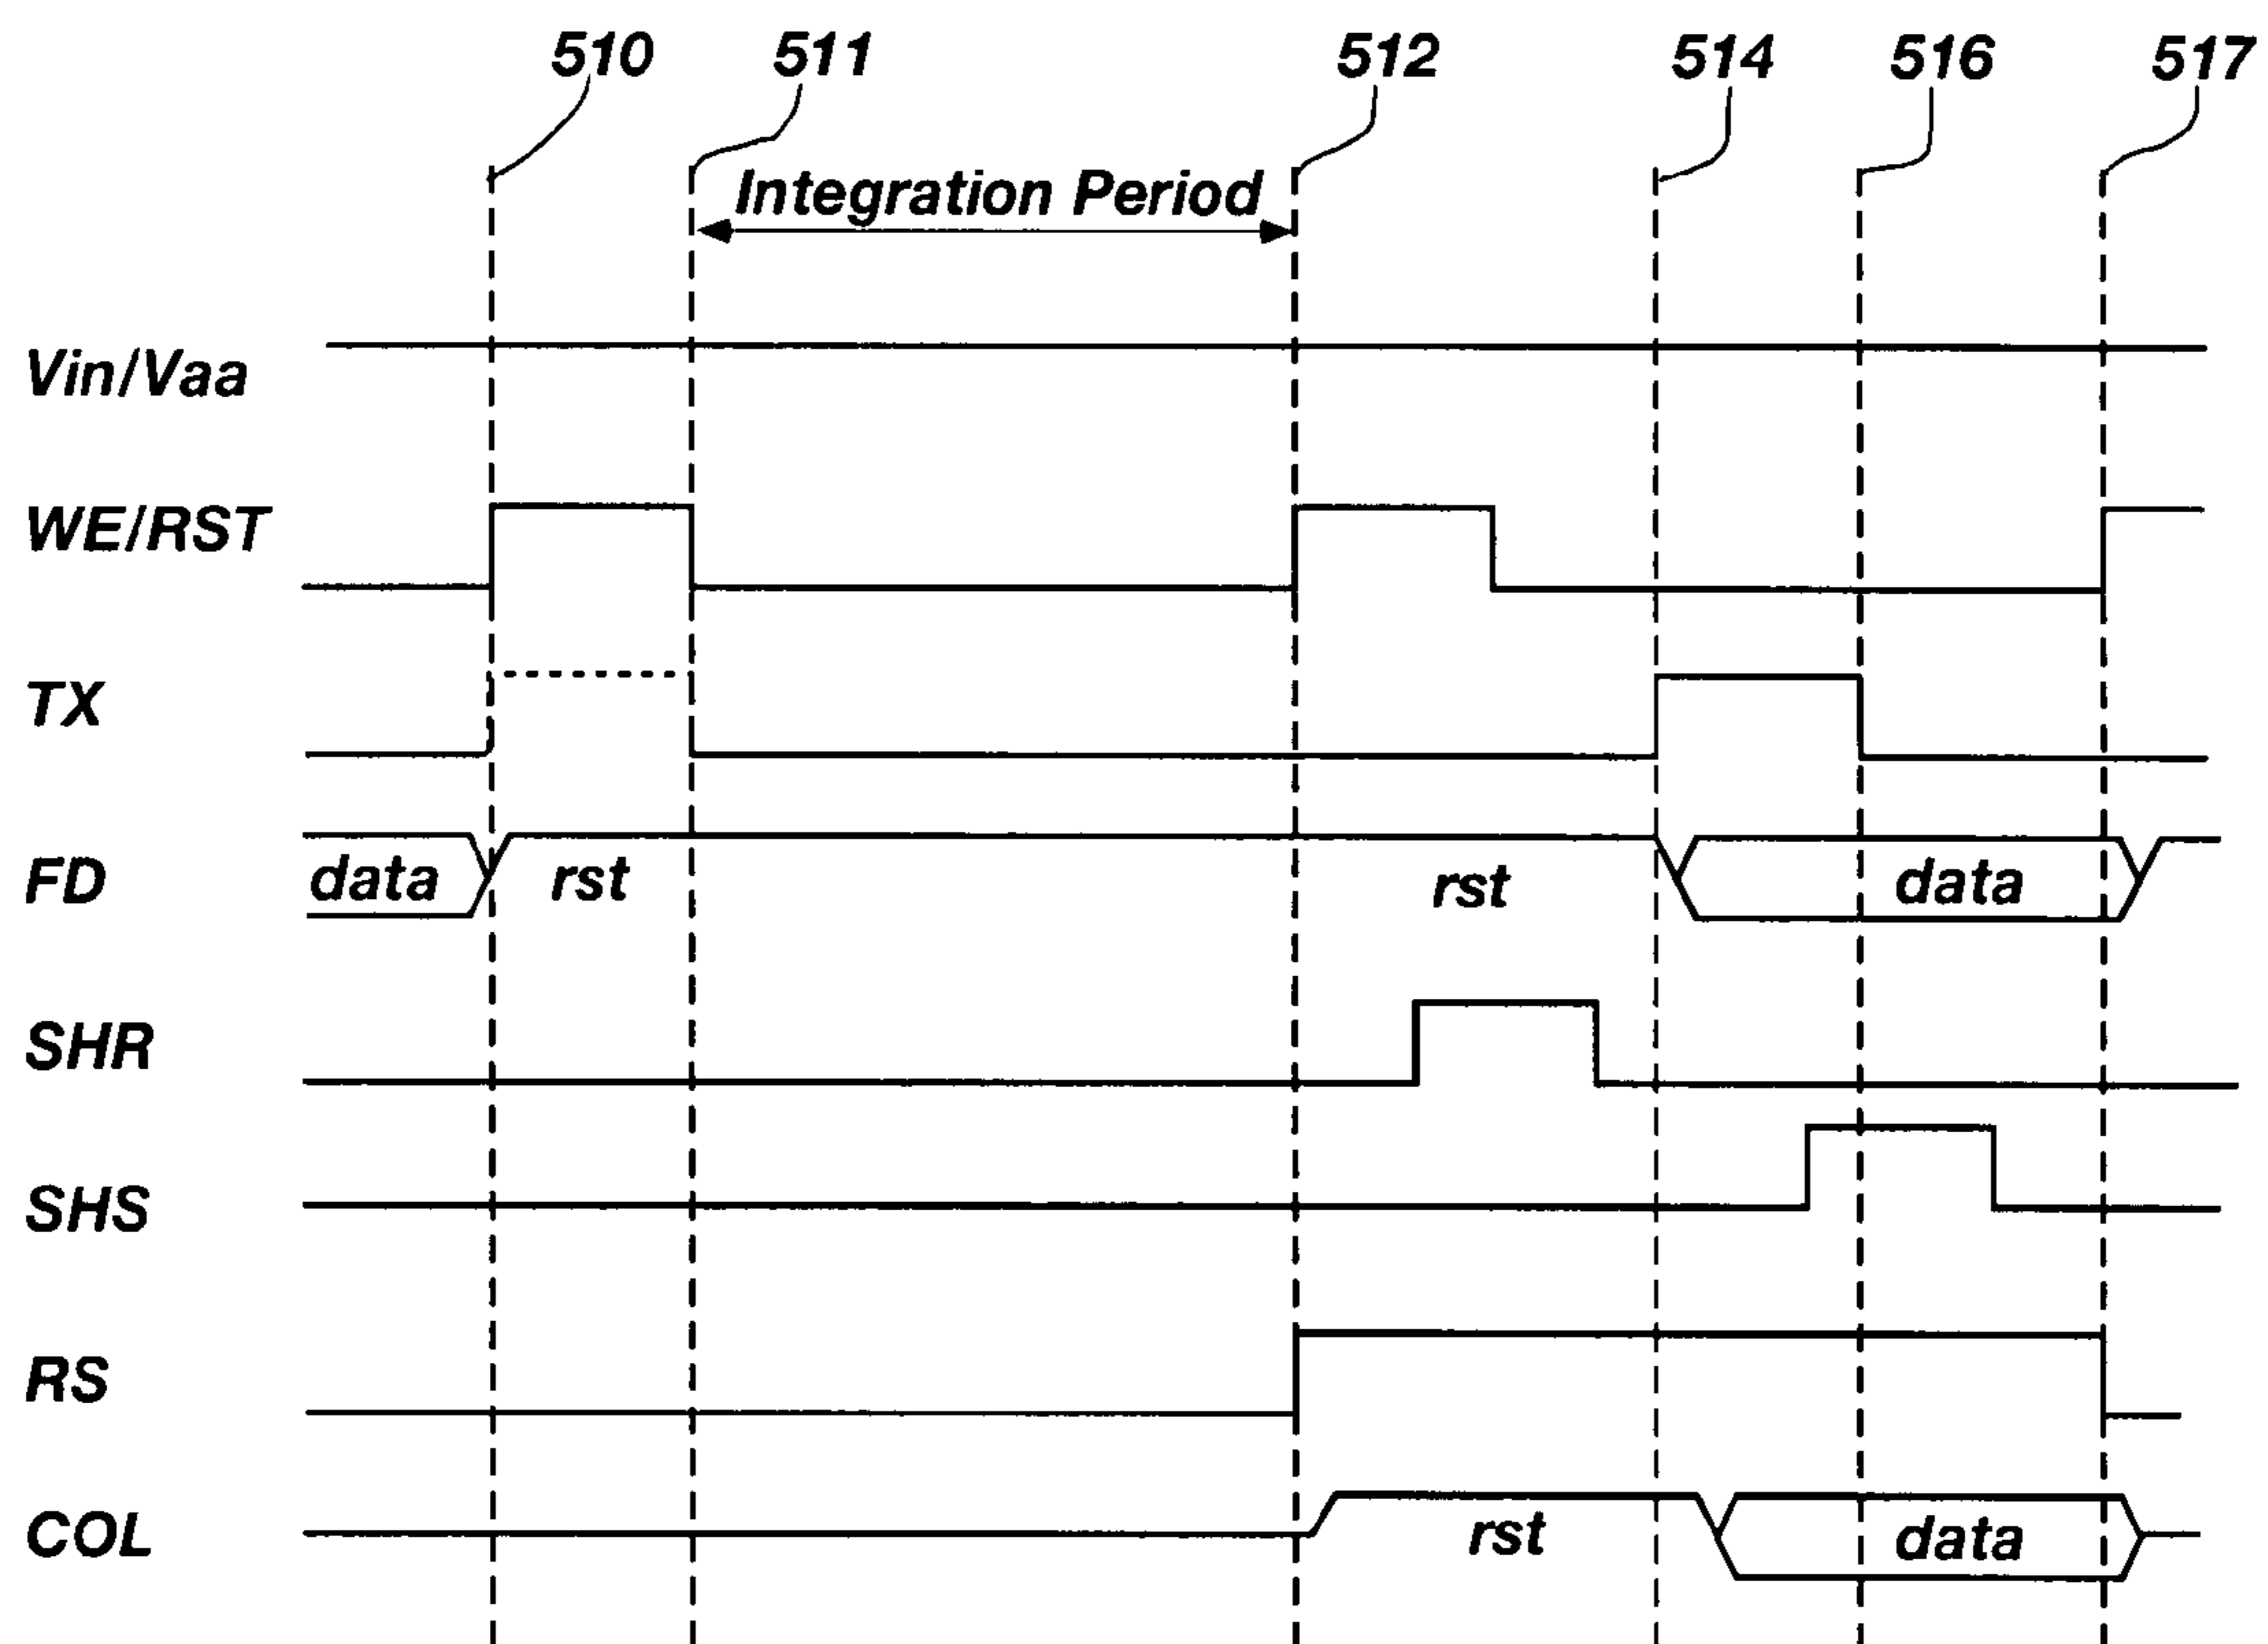 510 511 512 514 516 517
Integration Period
Vin/Vaa
WE/RST
TX
FD data rst rst data
SHR
SHS
RS
COL rst data